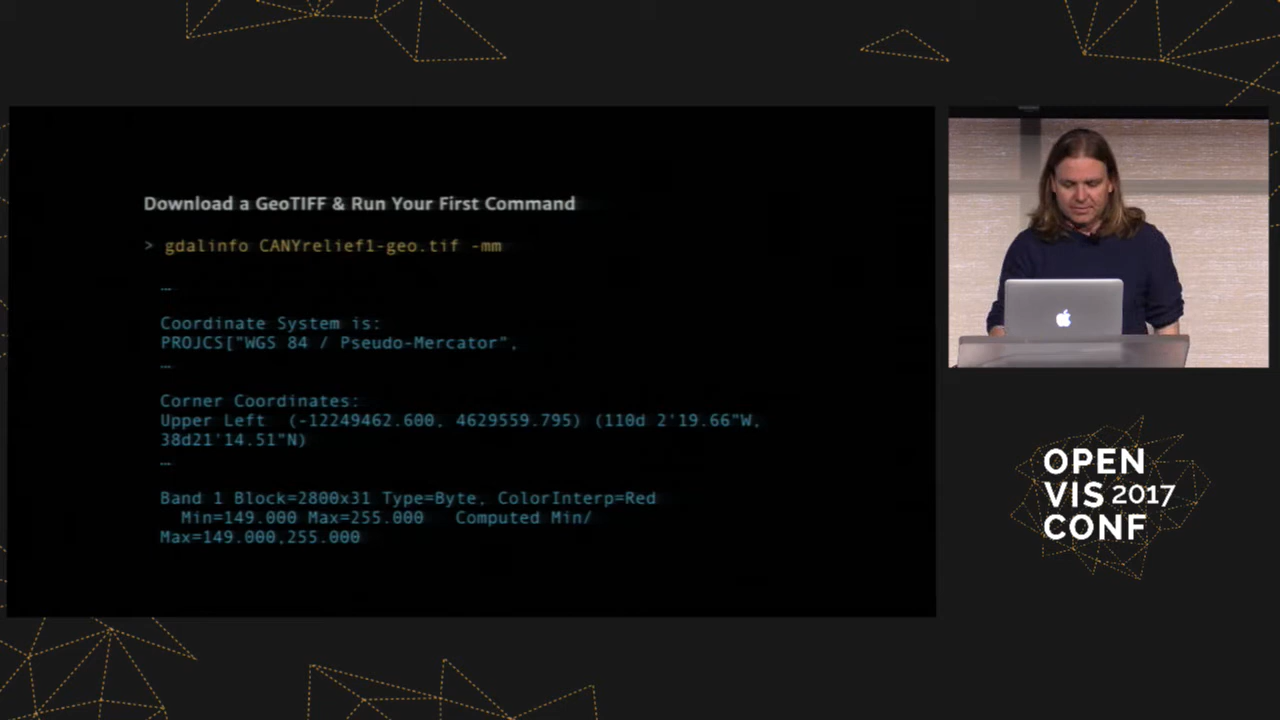 Download a GeoTIFF & Run Your First Command
> gdalinfo CANYrelief1-geo.tif -mm
…
Coordinate System is:
PROJCS["WGS 84 / Pseudo-Mercator",
…
Corner Coordinates:
Upper Left (-12249462.600, 4629559.795) (110d 2'19.66"W,
38d21'14.51"N)
…
Band 1 Block=2800x31 Type=Byte, ColorInterp=Red
Min=149.000 Max=255.000 Computed Min/
Max=149.000,255.000
OPEN
VIS 2017
CONF